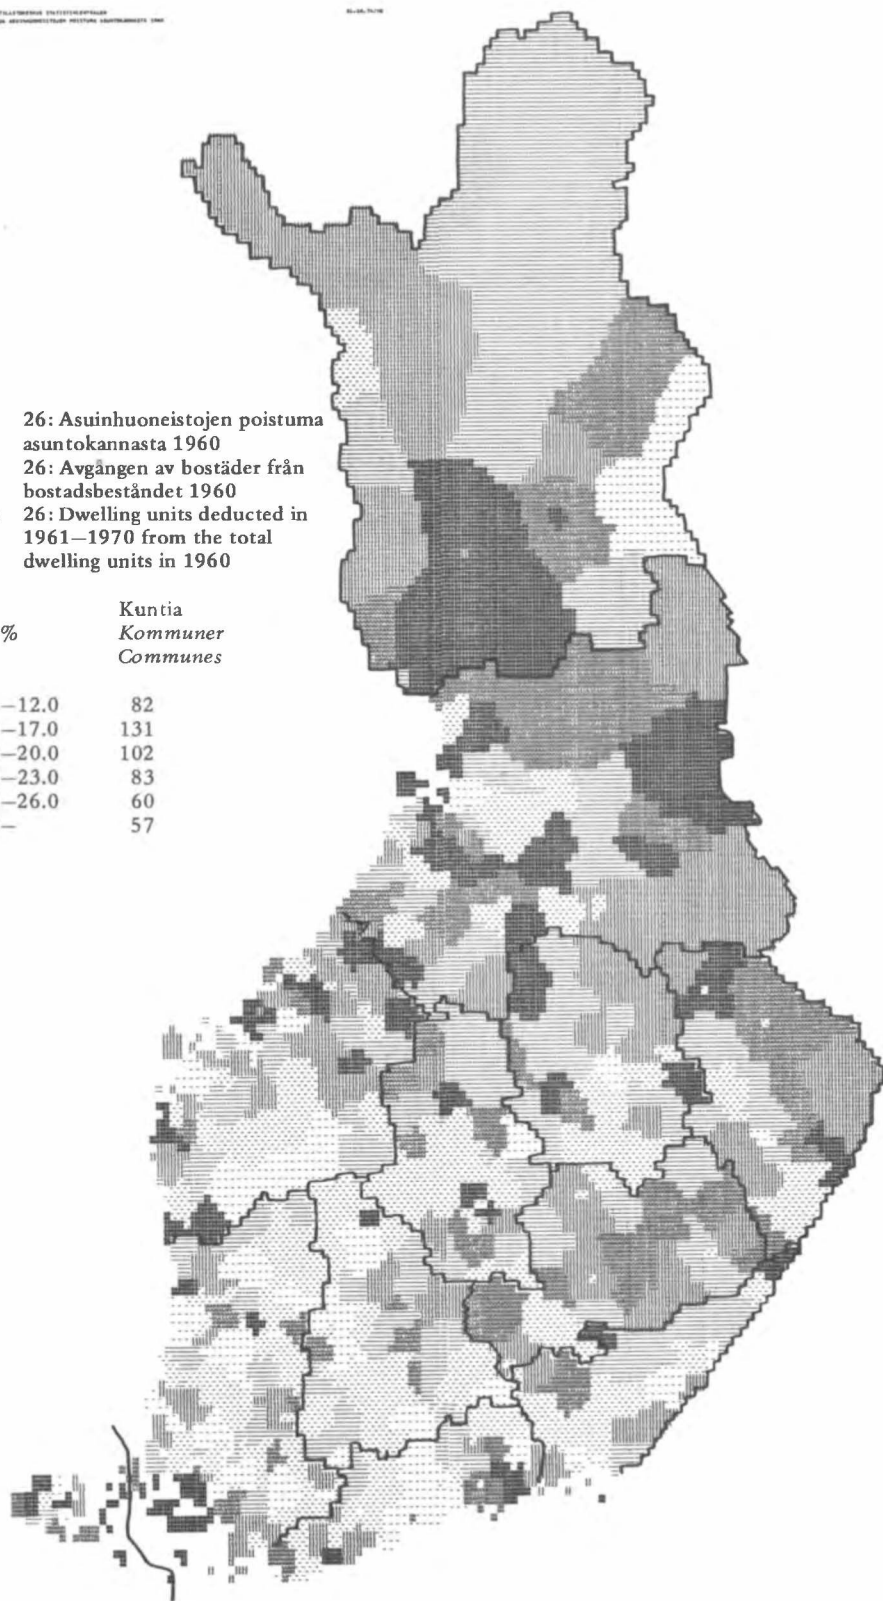 26: Asuinhuoneistojen poistuma
asuntokannasta 1960
26: Avgången av bostäder från
bostadsbeståndet 1960
26: Dwelling units deducted in
1961—1970 from the total
dwelling units in 1960
Kuntia
% Kommuner
Communes
—12.0 82
—17.0 131
—20.0 102
—23.0 83
—26.0 60
— 57